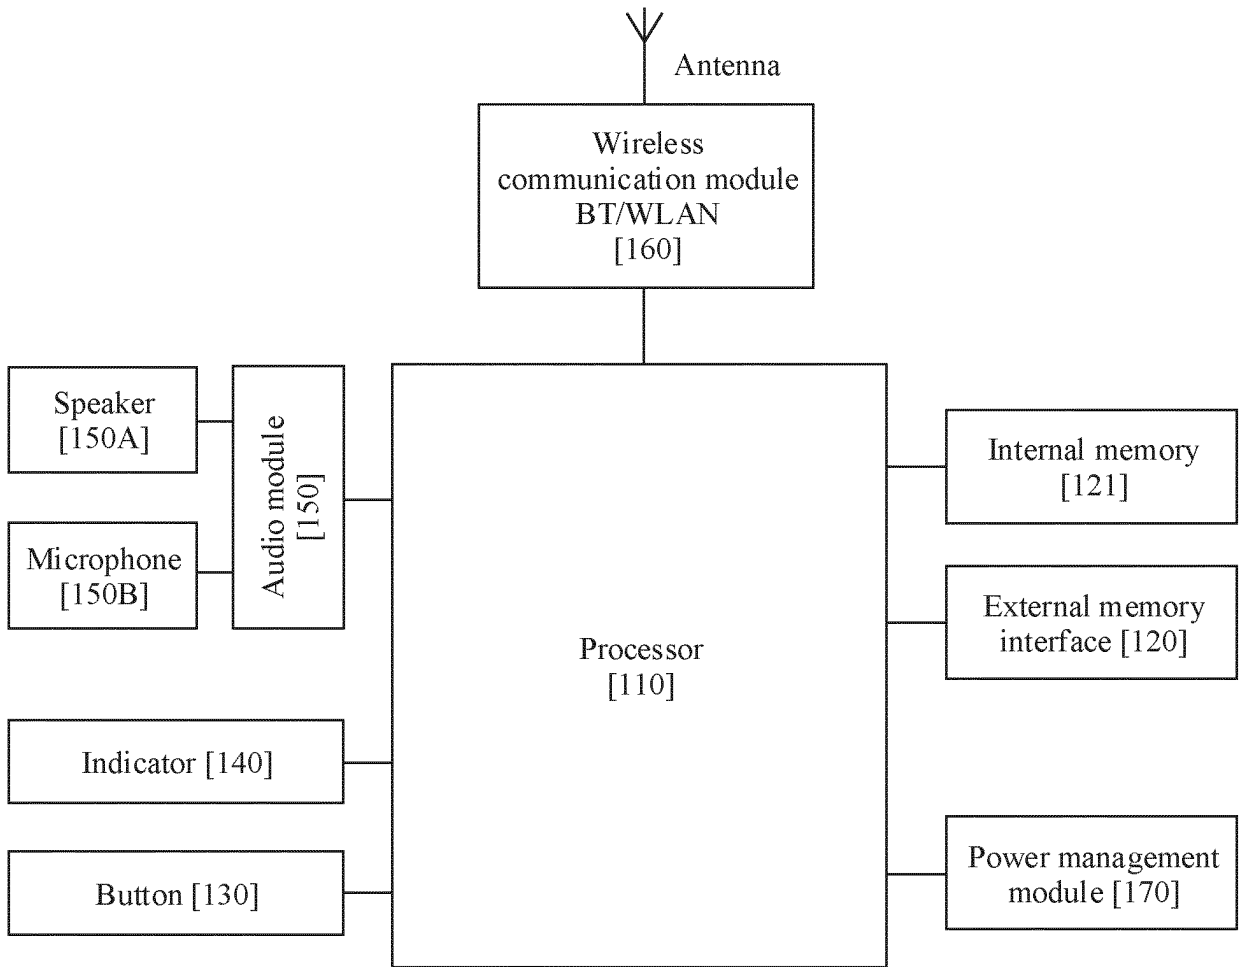 Antenna
Wireless
communication module
BT/WLAN
[160]
Speaker
[150A]
Audio module
[150]
Microphone
[150B]
Internal memory
[121]
External memory
interface [120]
Processor
[110]
Indicator [140]
Button [130]
Power management
module [170]